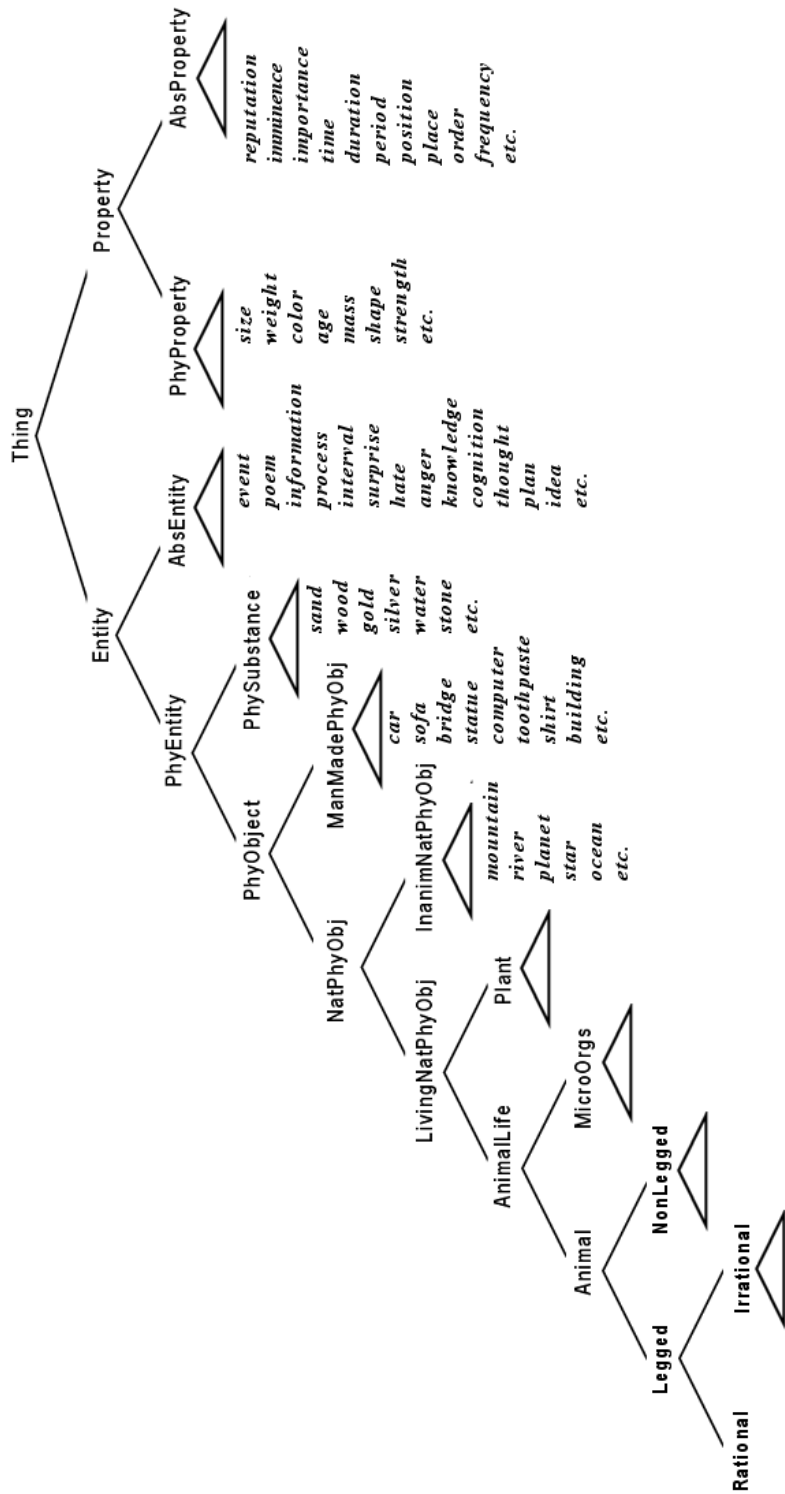 Thing
Entity
Property
PhyEntity
AbsEntity
PhyProperty
AbsProperty
PhyObject
PhySubstance
event
poem
information
process
interval
surprise
hate
anger
knowledge
cognition
thought
plan
idea
etc.
size
weight
color
age
mass
shape
strength
etc.
reputation
imminence
importance
time
duration
period
position
place
order
frequency
etc.
NatPhyObj
ManMadePhyObj
sand
wood
gold
silver
water
stone
etc.
LivingNatPhyObj
InanimNatPhyObj
car
sofa
bridge
statue
computer
toothpaste
shirt
building
etc.
AnimalLife
Plant
mountain
river
planet
star
ocean
etc.
Animal
MicroOrgs
Legged
NonLegged
Rational
Irrational